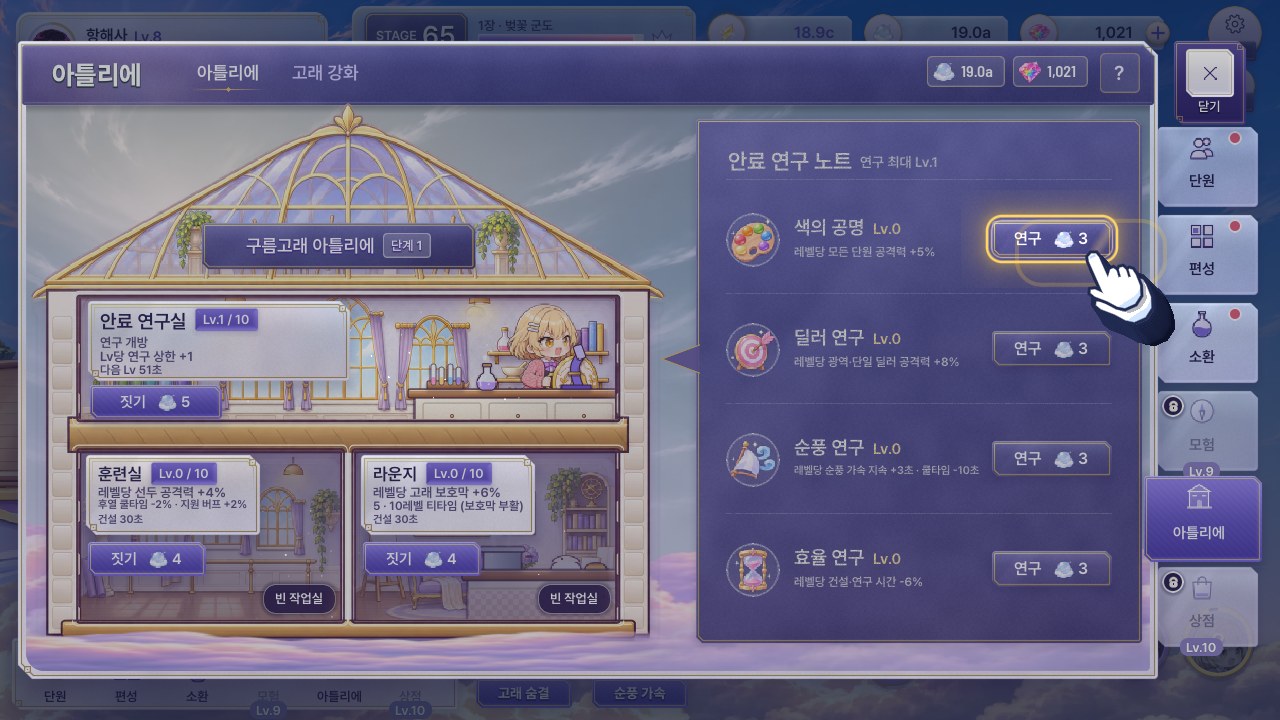 항해사 Lv.8
STAGE 65
1장 · 벚꽃 군도
18.9c
19.0a
1,021
아틀리에
아틀리에
고래 강화
19.0a
1,021
?
닫기
구름고래 아틀리에
단계 1
안료 연구실
Lv.1 / 10
연구 개방
Lv당 연구 상한 +1
다음 Lv 51초
짓기 5
훈련실
Lv.0 / 10
레벨당 선두 공격력 +4%
후열 쿨타임 -2% · 지원 버프 +2%
건설 30초
짓기 4
빈 작업실
라운지
Lv.0 / 10
레벨당 고래 보호막 +6%
5 · 10레벨 티타임 (보호막 부활)
건설 30초
짓기 4
빈 작업실
안료 연구 노트 연구 최대 Lv.1
색의 공명 Lv.0
레벨당 모든 단원 공격력 +5%
연구 3
딜러 연구 Lv.0
레벨당 광역·단일 딜러 공격력 +8%
연구 3
순풍 연구 Lv.0
레벨당 순풍 가속 지속 +3초 · 쿨타임 -10초
연구 3
효율 연구 Lv.0
레벨당 건설·연구 시간 -6%
연구 3
단원
편성
소환
모험
Lv.9
아틀리에
상점
Lv.10
단원
편성
소환
모험
Lv.9
아틀리에
상점
Lv.10
고래 숨결
순풍 가속